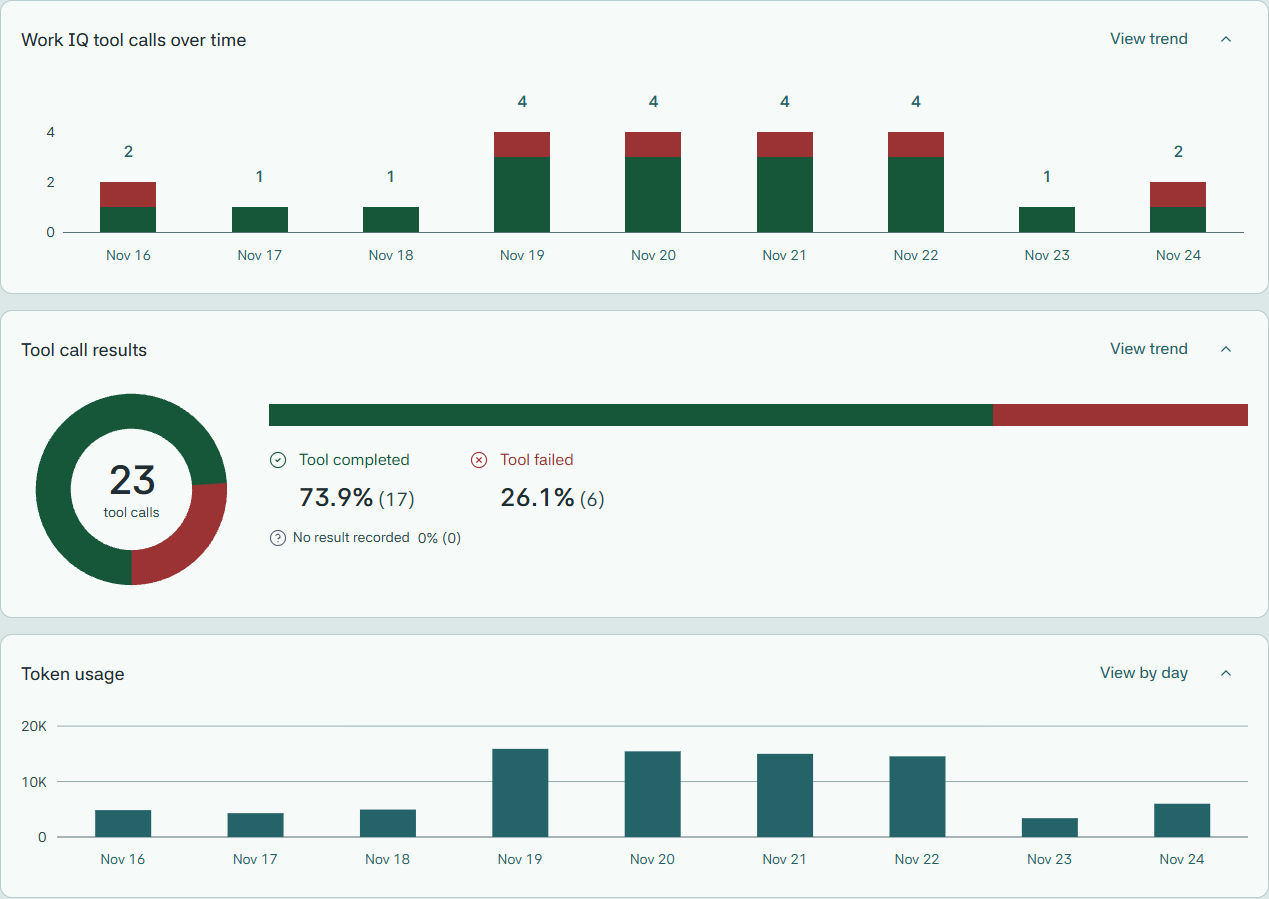 Work IQ tool calls over time
View trend
4
4
4
4
4
2
2
2
1
1
1
0
Nov 16
Nov 17
Nov 18
Nov 19
Nov 20
Nov 21
Nov 22
Nov 23
Nov 24
Tool call results
View trend
23
tool calls
Tool completed
73.9% (17)
Tool failed
26.1% (6)
No result recorded 0% (0)
Token usage
View by day
20K
10K
0
Nov 16
Nov 17
Nov 18
Nov 19
Nov 20
Nov 21
Nov 22
Nov 23
Nov 24